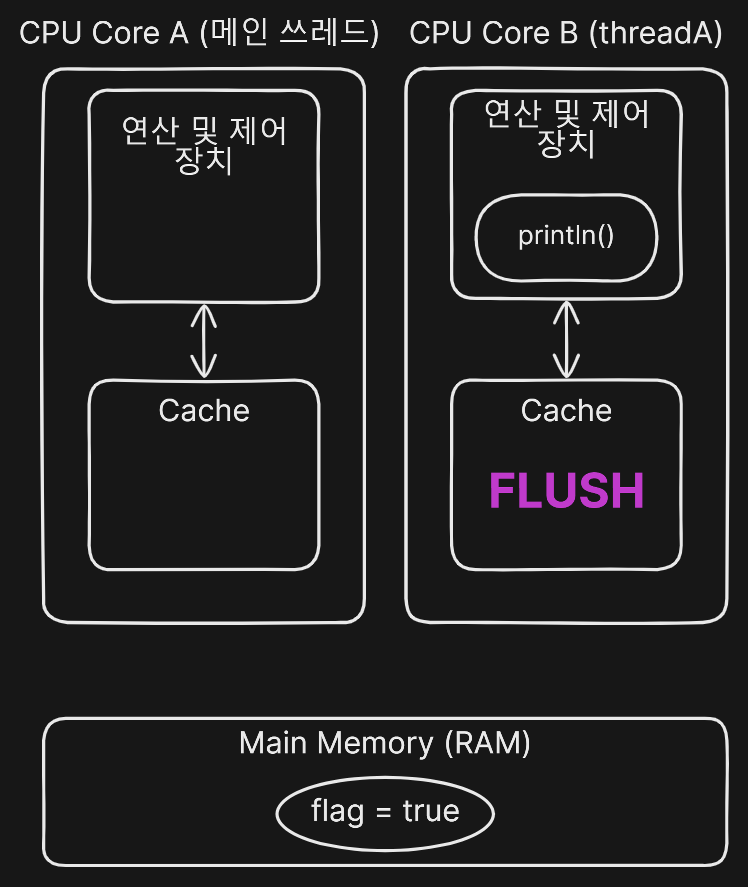 CPU Core A (메인 쓰레드)
CPU Core B (threadA)
연산 및 제어
장치
Cache
연산 및 제어
장치
println()
Cache
FLUSH
Main Memory (RAM)
flag = true